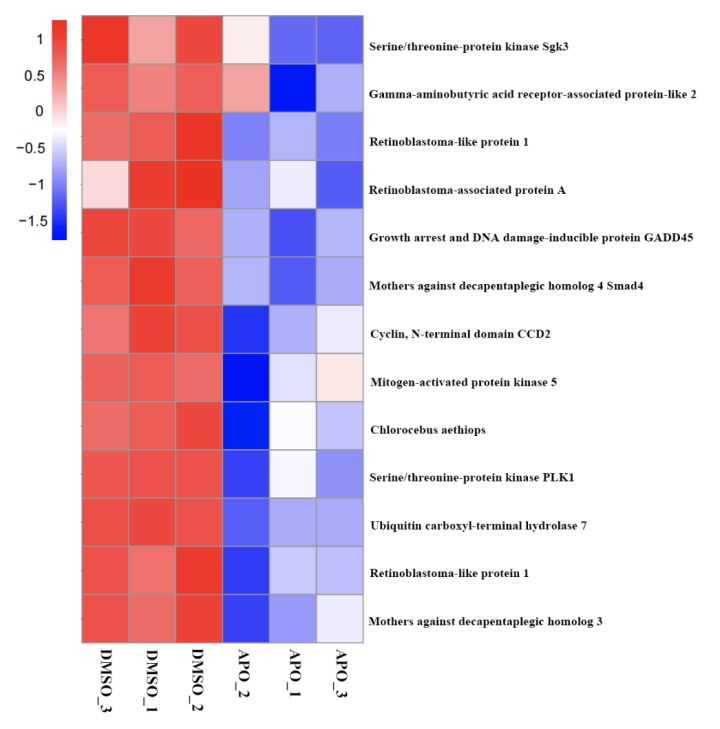 1
0.5
0
−0.5
−1
−1.5
Serine/threonine-protein kinase Sgk3
Gamma-aminobutyric acid receptor-associated protein-like 2
Retinoblastoma-like protein 1
Retinoblastoma-associated protein A
Growth arrest and DNA damage-inducible protein GADD45
Mothers against decapentaplegic homolog 4 Smad4
Cyclin, N-terminal domain CCD2
Mitogen-activated protein kinase 5
Chlorocebus aethiops
Serine/threonine-protein kinase PLK1
Ubiquitin carboxyl-terminal hydrolase 7
Retinoblastoma-like protein 1
Mothers against decapentaplegic homolog 3
DMSO_3
DMSO_1
DMSO_2
APO_2
APO_1
APO_3